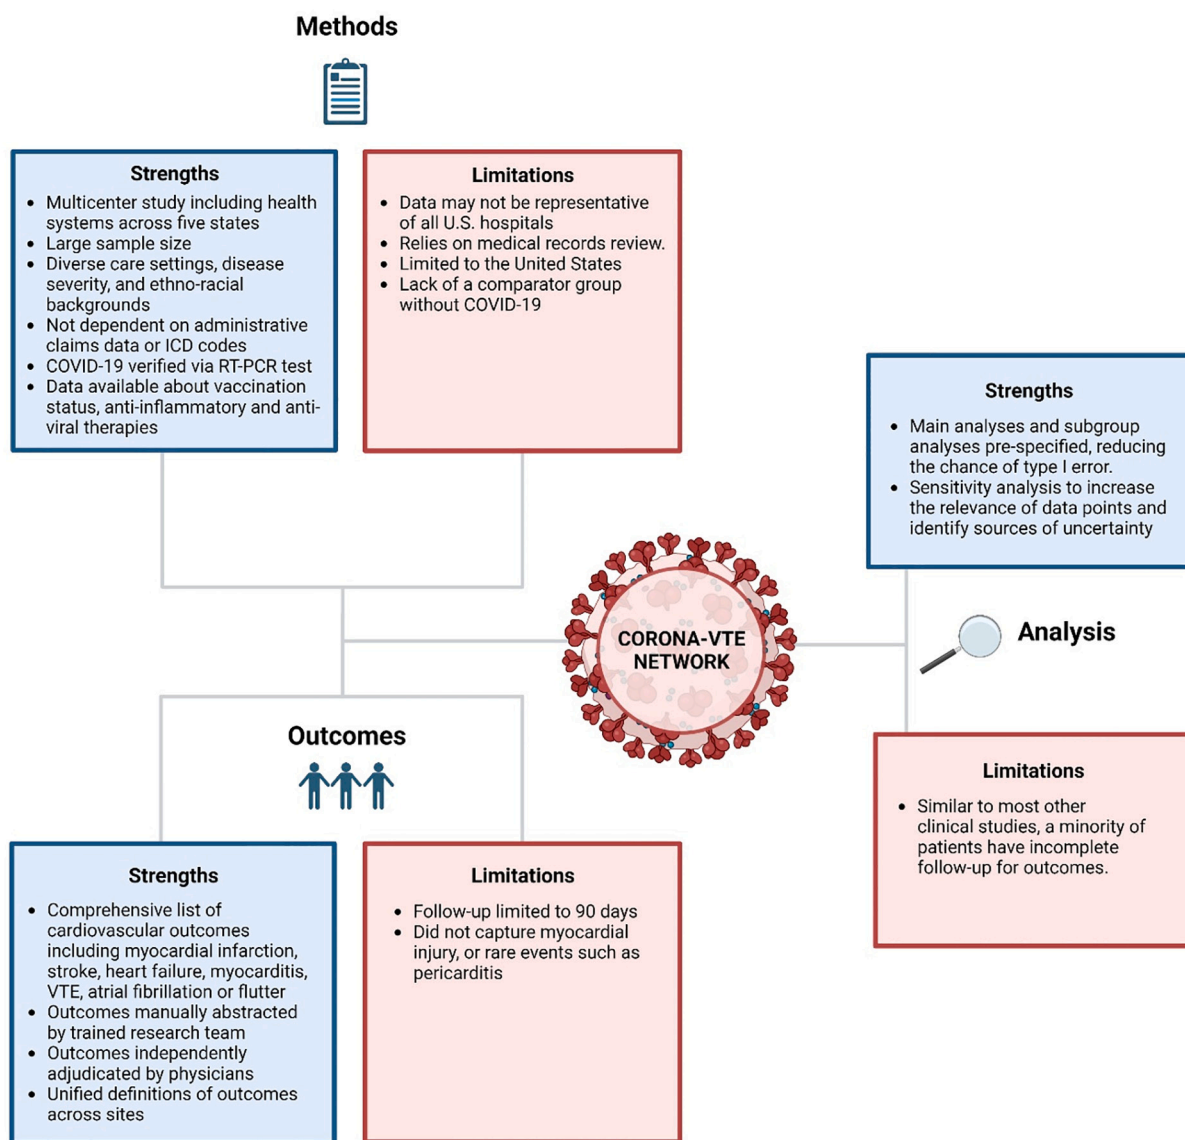 Methods
Strengths
• Multicenter study including health
systems across five states
• Large sample size
• Diverse care settings, disease
severity, and ethno-racial
backgrounds
• Not dependent on administrative
claims data or ICD codes
• COVID-19 verified via RT-PCR test
• Data available about vaccination
status, anti-inflammatory and anti-
viral therapies
Limitations
• Data may not be representative
of all U.S. hospitals
• Relies on medical records review.
• Limited to the United States
• Lack of a comparator group
without COVID-19
Strengths
• Main analyses and subgroup
analyses pre-specified, reducing
the chance of type I error.
• Sensitivity analysis to increase
the relevance of data points and
identify sources of uncertainty
CORONA-VTE
NETWORK
Analysis
Limitations
• Similar to most other
clinical studies, a minority of
patients have incomplete
follow-up for outcomes.
Outcomes
Strengths
• Comprehensive list of
cardiovascular outcomes
including myocardial infarction,
stroke, heart failure, myocarditis,
VTE, atrial fibrillation or flutter
• Outcomes manually abstracted
by trained research team
• Outcomes independently
adjudicated by physicians
• Unified definitions of outcomes
across sites
Limitations
• Follow-up limited to 90 days
• Did not capture myocardial
injury, or rare events such as
pericarditis